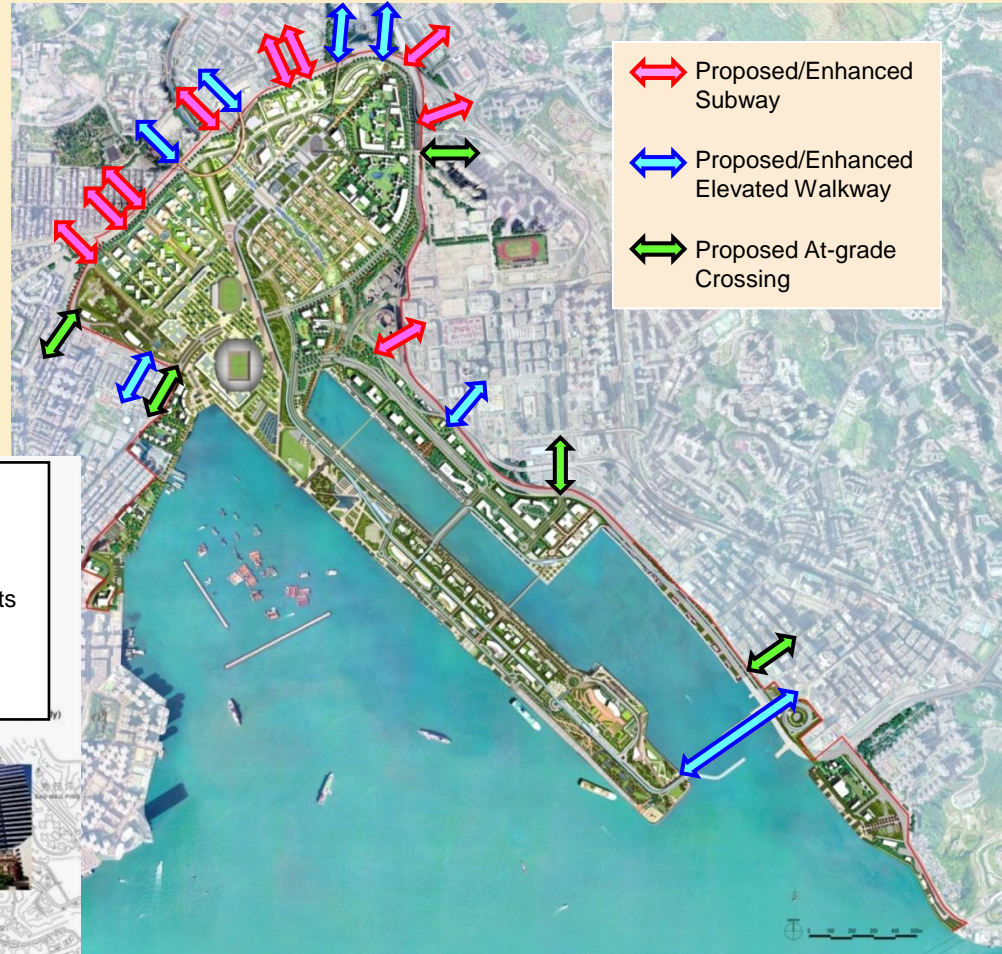 Proposed/Enhanced
Subway
Proposed/Enhanced
Elevated Walkway
Proposed At-grade
Crossing
ts
y)